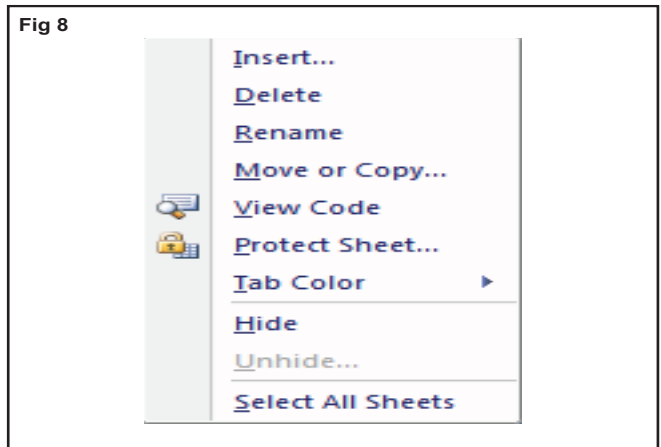 Fig 8
Insert...
Delete
Rename
Move or Copy...
View Code
Protect Sheet...
Tab Color
Hide
Unhide...
Select All Sheets